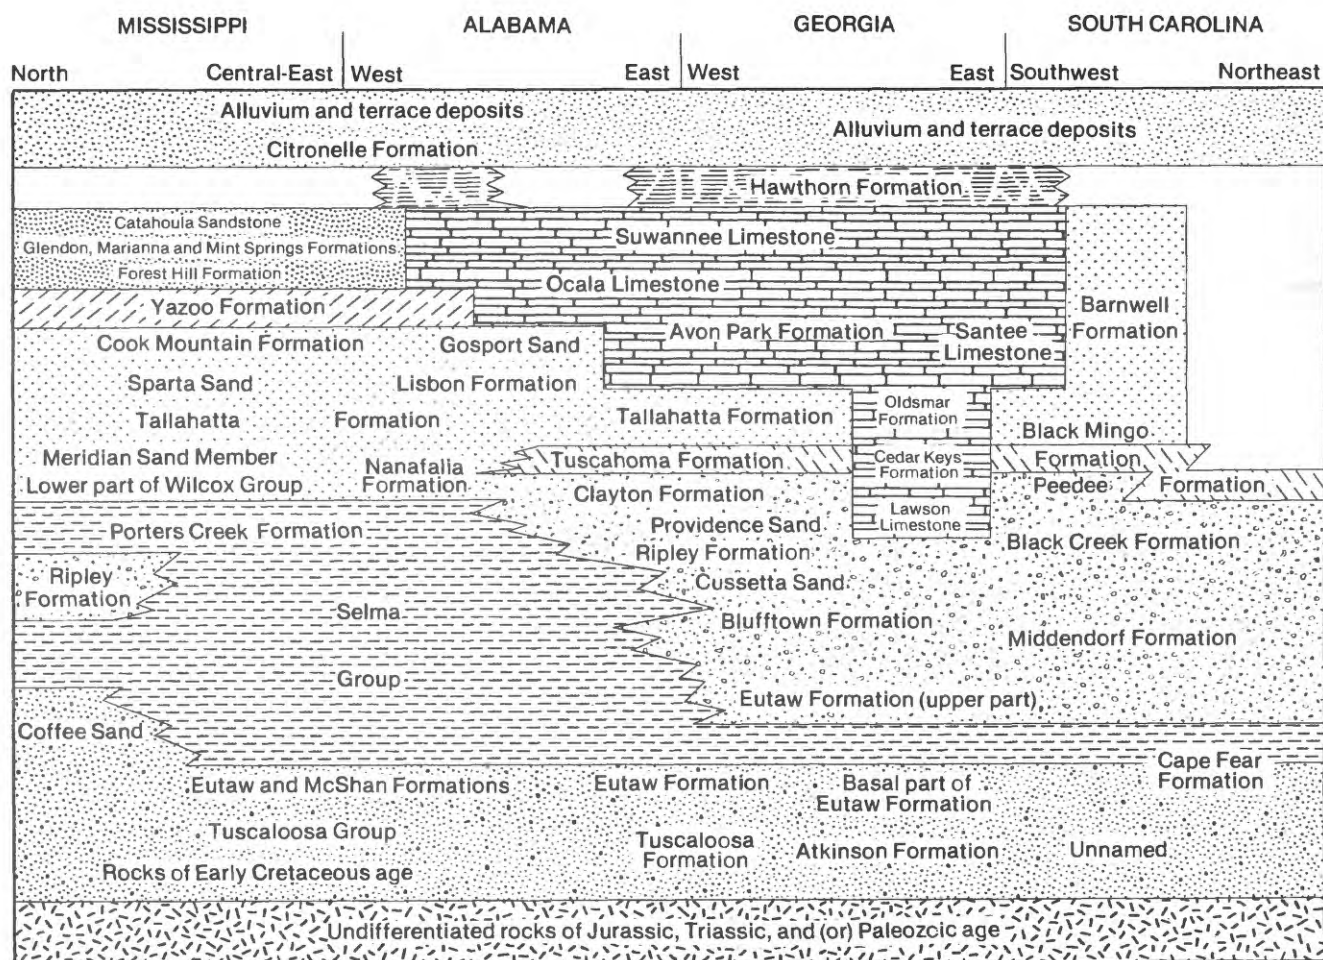 MISSISSIPPI ALABAMA GEORGIA SOUTH CAROLINA
North Central-East West East West East Southwest Northeast
Alluvium and terrace deposits
Alluvium and terrace deposits
Citronelle Formation
Hawthorn Formation
Catahoula Sandstone
Glendon, Marianna and Mint Springs Formations
Forest Hill Formation
Suwannee Limestone
Ocala Limestone
Yazoo Formation
Avon Park Formation
Santee
Limestone
Barnwell
Formation
Cook Mountain Formation
Gosport Sand
Sparta Sand
Lisbon Formation
Tallahatta Formation
Tallahatta Formation
Oldsmar
Formation
Black Mingo
Formation
Meridian Sand Member
Nanafalia
Formation
Tuscahoma Formation
Cedar Keys
Formation
Lower part of Wilcox Group
Clayton Formation
Peedee Formation
Porters Creek Formation
Providence Sand
Lawson
Limestone
Ripley Formation
Black Creek Formation
Ripley
Formation
Cussetta Sand
Selma
Group
Blufftown Formation
Middendorf Formation
Eutaw Formation (upper part)
Coffee Sand
Cape Fear
Formation
Eutaw and McShan Formations
Eutaw Formation
Basal part of
Eutaw Formation
Tuscaloosa Group
Tuscaloosa
Formation
Atkinson Formation
Unnamed
Rocks of Early Cretaceous age
Undifferentiated rocks of Jurassic, Triassic, and (or) Paleozcic age